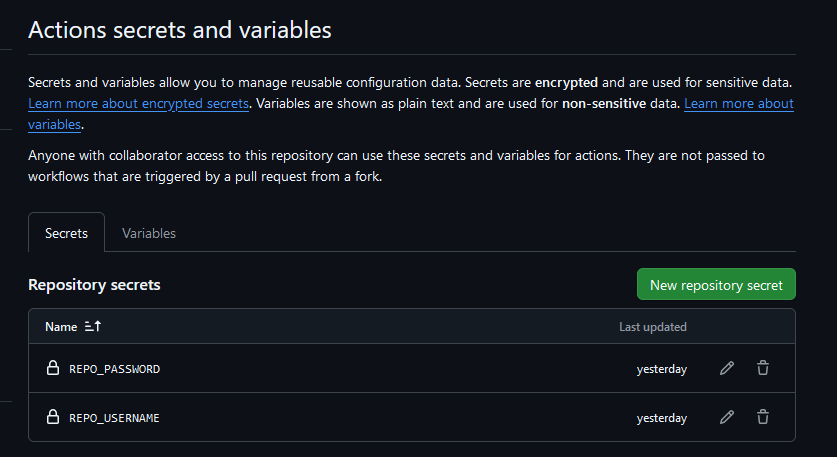 Actions secrets and variables
Secrets and variables allow you to manage reusable configuration data. Secrets are encrypted and are used for sensitive data.
Learn more about encrypted secrets. Variables are shown as plain text and are used for non-sensitive data. Learn more about
variables.
Anyone with collaborator access to this repository can use these secrets and variables for actions. They are not passed to
workflows that are triggered by a pull request from a fork.
Secrets Variables
Repository secrets New repository secret
Name Last updated
REPO_PASSWORD yesterday
REPO_USERNAME yesterday